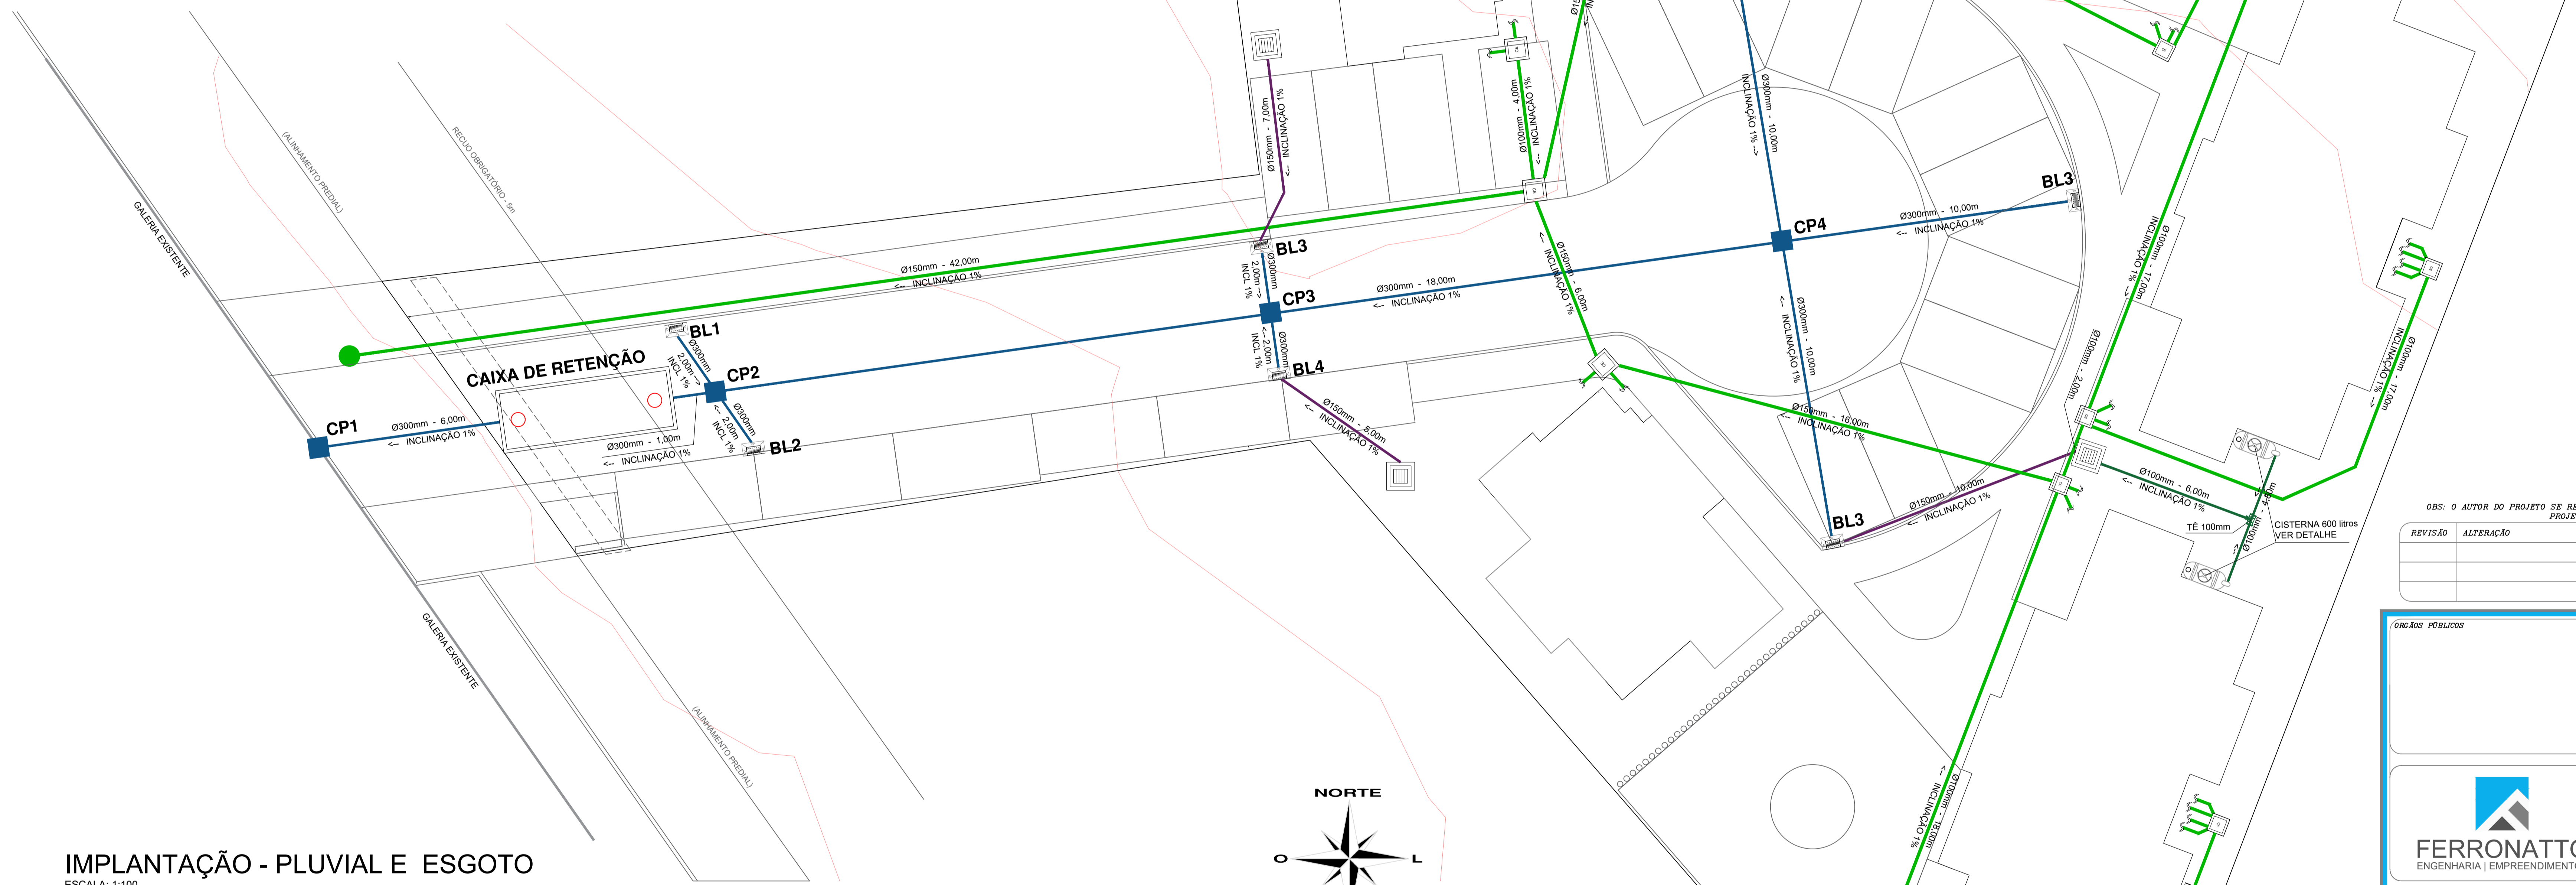 GALERIA EXISTENTE
(ALINHAMENTO PREDIAL)
RECUO OBRIGATÓRIO - 5m
Ø150mm - 7,00m
<-- INCLINAÇÃO 1%
Ø100mm - 4,00m
<-- INCLINAÇÃO 1%
Ø300mm - 10,00m
INCLINAÇÃO 1% -->
BL3
CP4
Ø300mm - 10,00m
<-- INCLINAÇÃO 1%
BL3
Ø300mm
2,00m -->
INCL 1%
Ø150mm - 42,00m
<-- INCLINAÇÃO 1%
CP3
Ø300mm - 18,00m
<-- INCLINAÇÃO 1%
Ø150mm - 6,00m
<-- INCLINAÇÃO 1%
Ø300mm - 10,00m
<-- INCLINAÇÃO 1%
Ø100mm - 17,00m
INCLINAÇÃO 1% -->
Ø100mm - 2,00m
Ø100mm - 17,00m
INCLINAÇÃO 1% -->
BL1
Ø300mm
2,00m -->
INCL 1%
CAIXA DE RETENÇÃO
CP2
Ø300mm
<-- 2,00m
INCL 1%
BL4
Ø300mm
<-- 2,00m
INCL 1%
BL2
CP1
Ø300mm - 6,00m
<-- INCLINAÇÃO 1%
Ø300mm - 1,00m
<-- INCLINAÇÃO 1%
Ø150mm - 5,00m
<-- INCLINAÇÃO 1%
Ø150mm - 16,00m
<-- INCLINAÇÃO 1%
BL3
Ø150mm - 10,00m
<-- INCLINAÇÃO 1%
Ø100mm - 6,00m
<-- INCLINAÇÃO 1%
TÊ 100mm
CISTERNA 600 litros
VER DETALHE
OBS: O AUTOR DO PROJETO SE
REVISÃO ALTERAÇÃO
ORGÃOS PÚBLICOS
GALERIA EXISTENTE
(ALINHAMENTO PREDIAL)
Ø100mm - 18,00m
INCLINAÇÃO 1%
NORTE
O
L
FERRONATTO
ENGENHARIA | EMPREENDIMENTO
IMPLANTAÇÃO - PLUVIAL E ESGOTO
ESCALA: 1:100